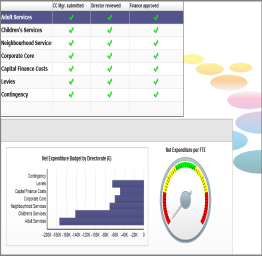 CC Mgr. submitted Director reviewed Finance approved
Adult Services
Children's Services
Neighbourhood Service
Corporate Core
Capital Finance Costs
Levies
Contingency
Net Expenditure Budget by Directorate (£)
Contingency
Levies
Capital Finance Costs
Corporate Core
Neighbourhood Services
Children's Services
Adult Services
-200K -180K -160K -140K -120K -100K -80K -60K -40K -20K 0
Net Expenditure per FTE